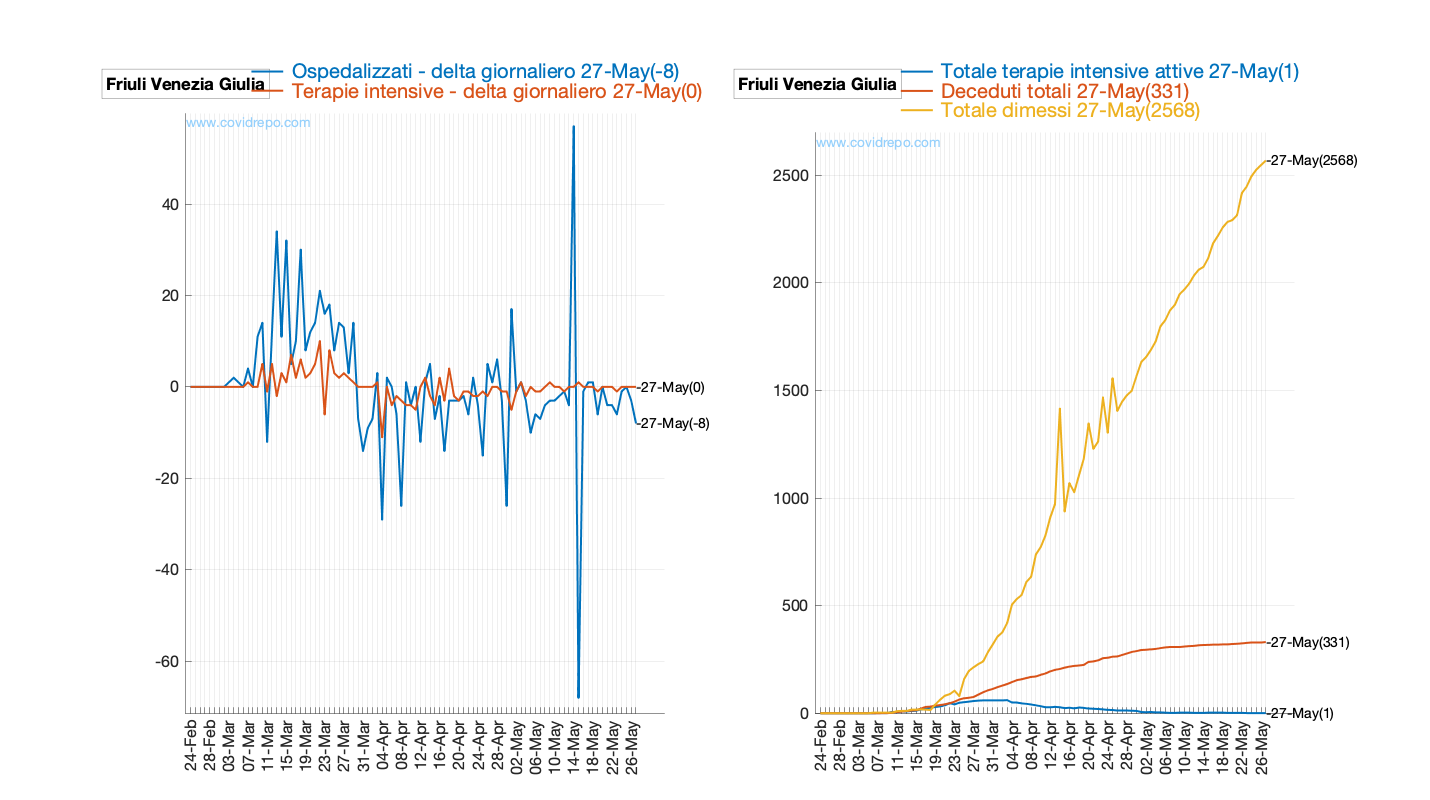 Friuli Venezia Giulia
Ospedalizzati - delta giornaliero 27-May(-8)
Terapie intensive - delta giornaliero 27-May(0)
www.covidrepo.com
40
20
0
-20
-40
-60
-27-May(0)
-27-May(-8)
24-Feb
28-Feb
03-Mar
07-Mar
11-Mar
15-Mar
19-Mar
23-Mar
27-Mar
31-Mar
04-Apr
08-Apr
12-Apr
16-Apr
20-Apr
24-Apr
28-Apr
02-May
06-May
10-May
14-May
18-May
22-May
26-May
Friuli Venezia Giulia
Totale terapie intensive attive 27-May(1)
Deceduti totali 27-May(331)
Totale dimessi 27-May(2568)
www.covidrepo.com
2500
2000
1500
1000
500
0
-27-May(2568)
-27-May(331)
-27-May(1)
24-Feb
28-Feb
03-Mar
07-Mar
11-Mar
15-Mar
19-Mar
23-Mar
27-Mar
31-Mar
04-Apr
08-Apr
12-Apr
16-Apr
20-Apr
24-Apr
28-Apr
02-May
06-May
10-May
14-May
18-May
22-May
26-May